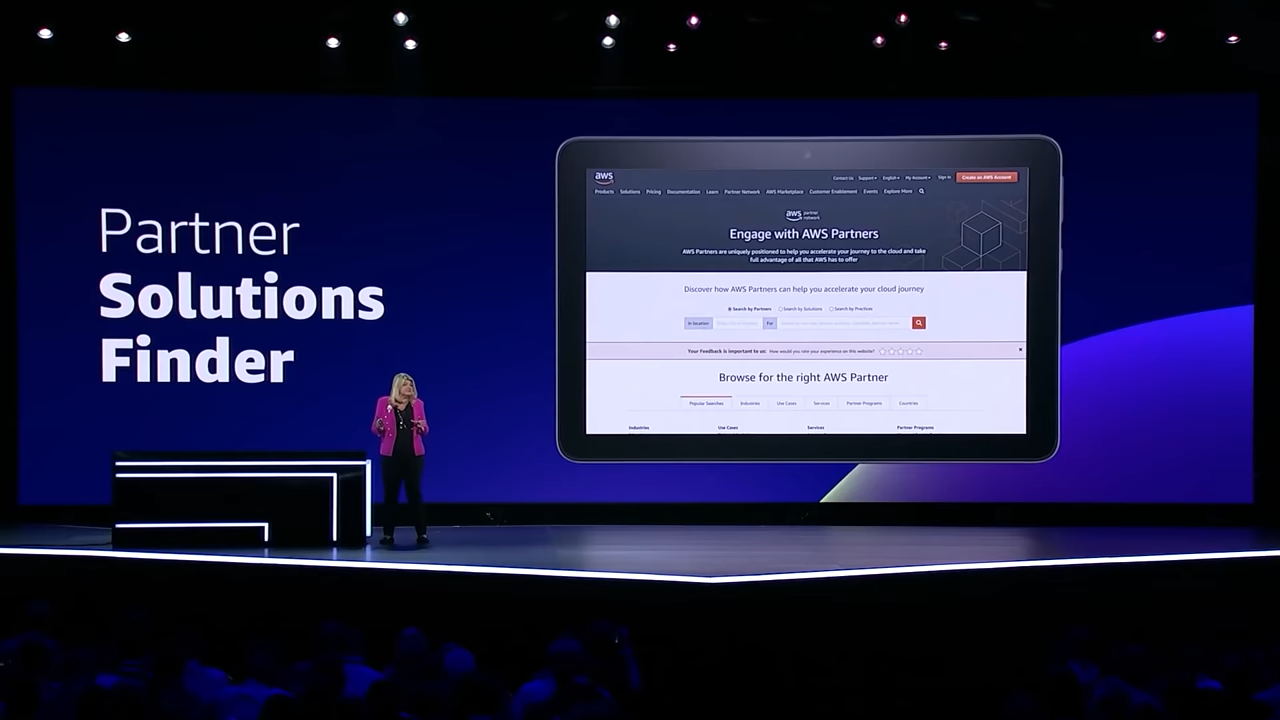 Partner
Solutions
Finder
aws
Contact Us Support English My Account Sign In Create an AWS Account
Products Solutions Pricing Documentation Learn Partner Network AWS Marketplace Customer Enablement Events Explore More
aws partner network
Engage with AWS Partners
AWS Partners are uniquely positioned to help you accelerate your journey to the cloud and take
full advantage of all that AWS has to offer
Discover how AWS Partners can help you accelerate your cloud journey
Search by Partners Search by Solutions Search by Practices
In location For
Your Feedback is important to us: How would you rate your experience on this website?
Browse for the right AWS Partner
Popular Searches Industries Use Cases Services Partner Programs Countries
Industries Use Cases Services Partner Programs